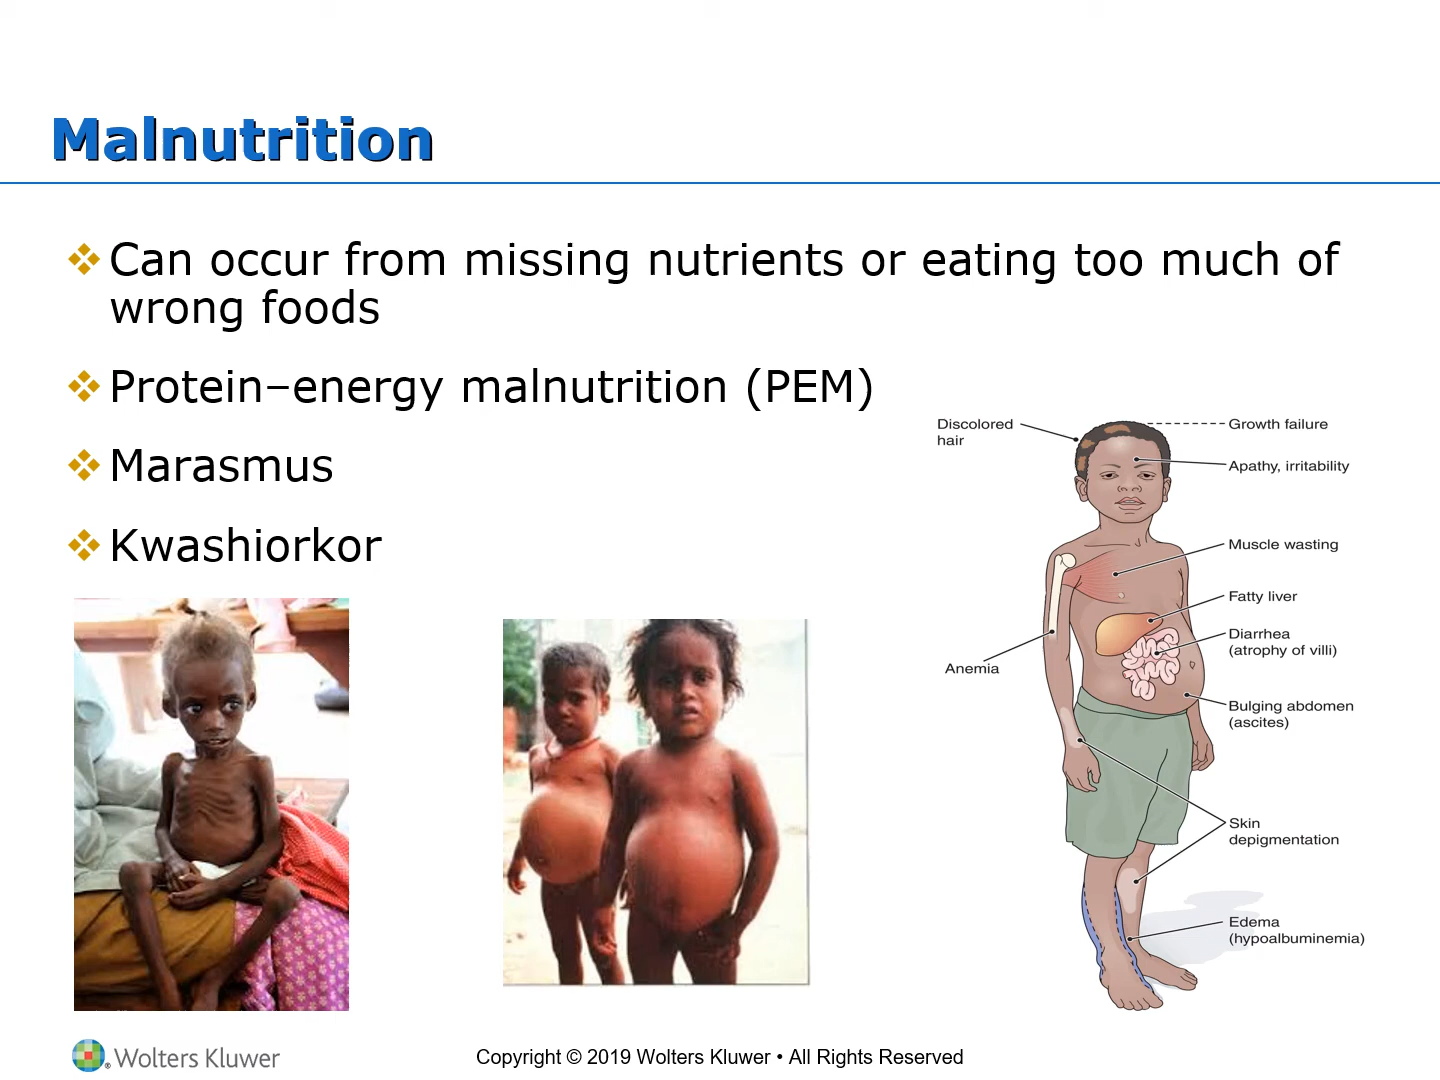 Malnutrition
Can occur from missing nutrients or eating too much of
wrong foods
Protein–energy malnutrition (PEM)
Marasmus
Kwashiorkor
Discolored
hair
Growth failure
Apathy, irritability
Muscle wasting
Fatty liver
Diarrhea
(atrophy of villi)
Anemia
Bulging abdomen
(ascites)
Skin
depigmentation
Edema
(hypoalbuminemia)
Wolters Kluwer
Copyright © 2019 Wolters Kluwer • All Rights Reserved